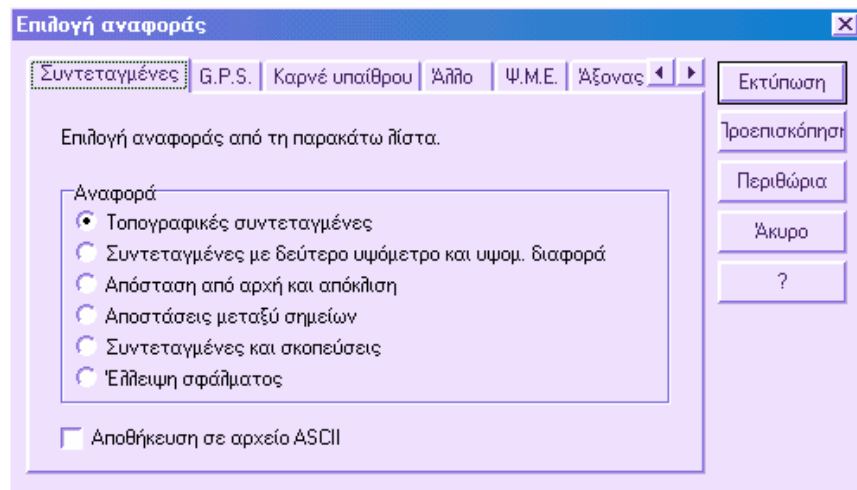 Επιλογή αναφοράς
Συντεταγμένες G.P.S. Καρνέ υπαίθρου Άλλο Ψ.Μ.Ε. Άξονας
Εκτύπωση
Επιλογή αναφοράς από τη παρακάτω λίστα.
Προεπισκόπηση
Περιθώρια
Αναφορά
Τοπογραφικές συντεταγμένες
Άκυρο
Συντεταγμένες με δεύτερο υψόμετρο και υψομ. διαφορά
Απόσταση από αρχή και απόκλιση
?
Αποστάσεις μεταξύ σημείων
Συντεταγμένες και σκοπεύσεις
Έλλειψη σφάλματος
Αποθήκευση σε αρχείο ASCII